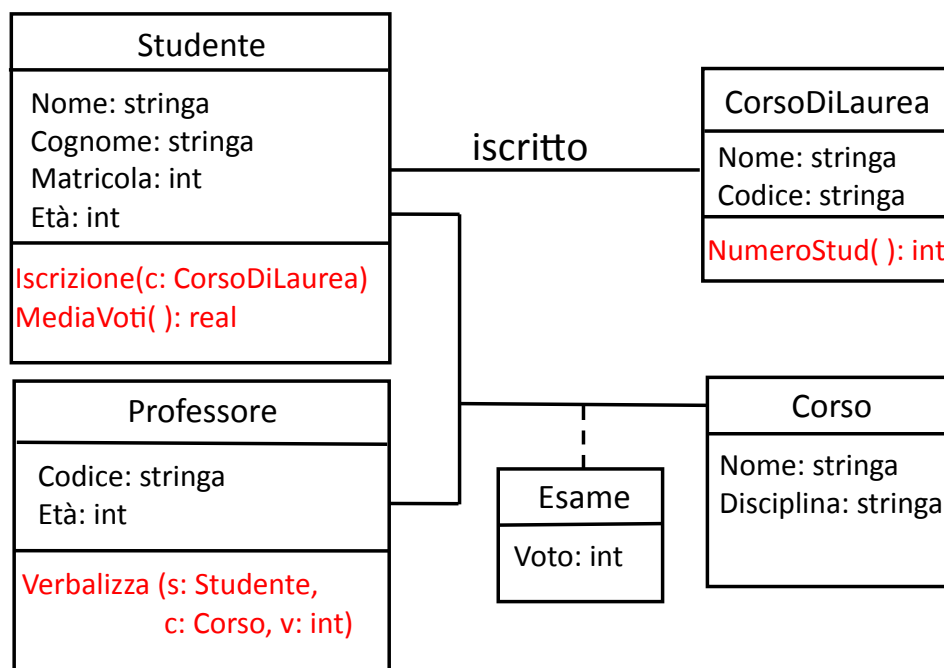 Studente
Nome: stringa
Cognome: stringa
Matricola: int
Età: int
Iscrizione(c: CorsoDiLaurea)
MediaVoti( ): real
iscritto
CorsoDiLaurea
Nome: stringa
Codice: stringa
NumeroStud( ): int
Professore
Codice: stringa
Età: int
Verbalizza (s: Studente,
c: Corso, v: int)
Esame
Voto: int
Corso
Nome: stringa
Disciplina: stringa